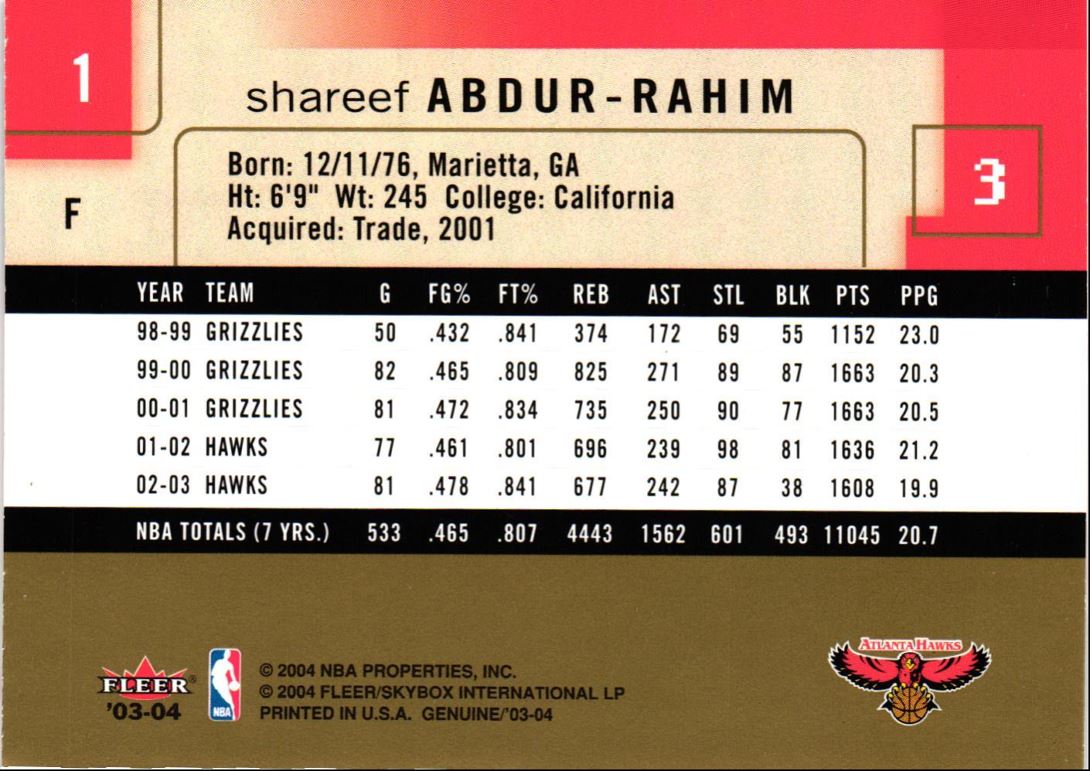 1
shareef ABDUR-RAHIM
Born: 12/11/76, Marietta, GA
Ht: 6'9" Wt: 245 College: California
Acquired: Trade, 2001
3
F
YEAR TEAM G FG% FT% REB AST STL BLK PTS PPG
98-99 GRIZZLIES 50 .432 .841 374 172 69 55 1152 23.0
99-00 GRIZZLIES 82 .465 .809 825 271 89 87 1663 20.3
00-01 GRIZZLIES 81 .472 .834 735 250 90 77 1663 20.5
01-02 HAWKS 77 .461 .801 696 239 98 81 1636 21.2
02-03 HAWKS 81 .478 .841 677 242 87 38 1608 19.9
NBA TOTALS (7 YRS.) 533 .465 .807 4443 1562 601 493 11045 20.7
FLEER®
'03-04
NBA
© 2004 NBA PROPERTIES, INC.
© 2004 FLEER/SKYBOX INTERNATIONAL LP
PRINTED IN U.S.A. GENUINE/'03-04
ATLANTA HAWKS